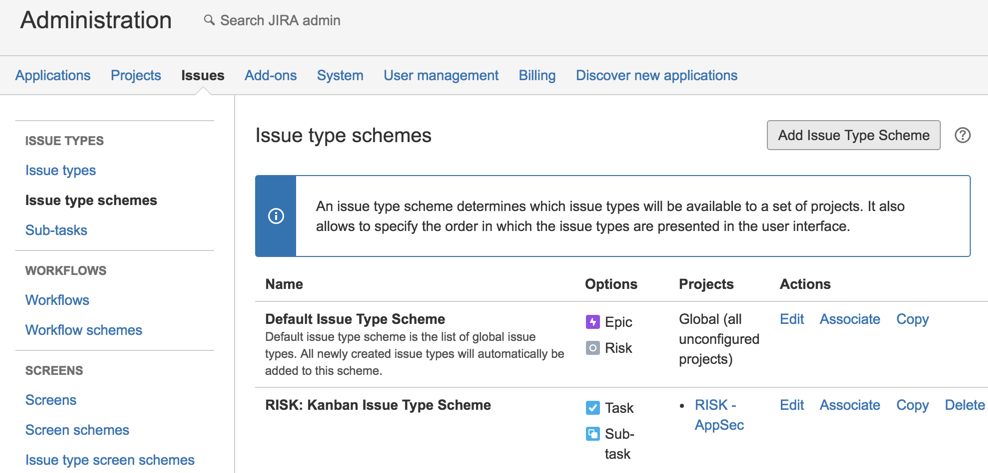 Administration
Search JIRA admin
Applications Projects Issues Add-ons System User management Billing Discover new applications
ISSUE TYPES
Issue types
Issue type schemes
Sub-tasks
WORKFLOWS
Workflows
Workflow schemes
SCREENS
Screens
Screen schemes
Issue type screen schemes
Issue type schemes
Add Issue Type Scheme
?
An issue type scheme determines which issue types will be available to a set of projects. It also
allows to specify the order in which the issue types are presented in the user interface.
Name Options Projects Actions
Default Issue Type Scheme
Default issue type scheme is the list of global issue
types. All newly created issue types will automatically be
added to this scheme.
Epic
Risk
Global (all
unconfigured
projects)
Edit Associate Copy
RISK: Kanban Issue Type Scheme
Task
Sub-
task
• RISK -
AppSec
Edit Associate Copy Delete